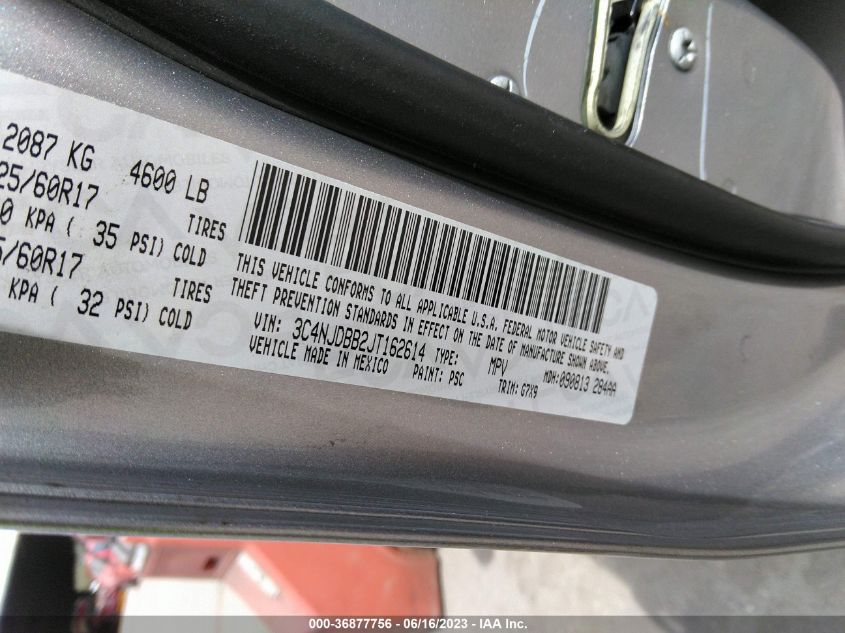 2087 KG 4600 LB
25/60R17 TIRES
0 KPA ( 35 PSI) COLD
5/60R17 TIRES
KPA ( 32 PSI) COLD
THIS VEHICLE CONFORMS TO ALL APPLICABLE U.S.A. FEDERAL MOTOR VEHICLE SAFETY AND
THEFT PREVENTION STANDARDS IN EFFECT ON THE DATE OF MANUFACTURE SHOWN ABOVE.
VIN: 3C4NJDBB2JT162614 TYPE: MPV MDH:090813 284AA
VEHICLE MADE IN MEXICO PAINT: PSC TRIM: G7X9
000-36877756 - 06/16/2023 - IAA Inc.